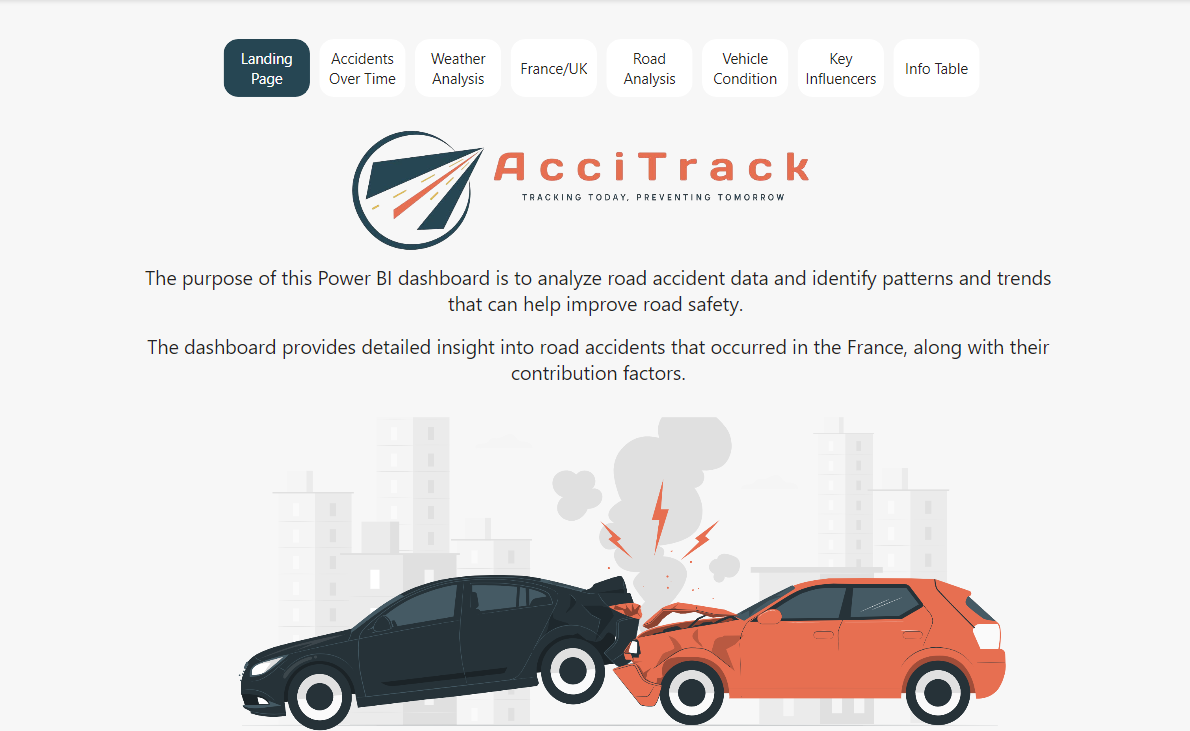 Landing
Page
Accidents
Over Time
Weather
Analysis
France/UK
Road
Analysis
Vehicle
Condition
Key
Influencers
Info Table
AcciTrack
TRACKING TODAY, PREVENTING TOMORROW
The purpose of this Power BI dashboard is to analyze road accident data and identify patterns and trends
that can help improve road safety.
The dashboard provides detailed insight into road accidents that occurred in the France, along with their
contribution factors.